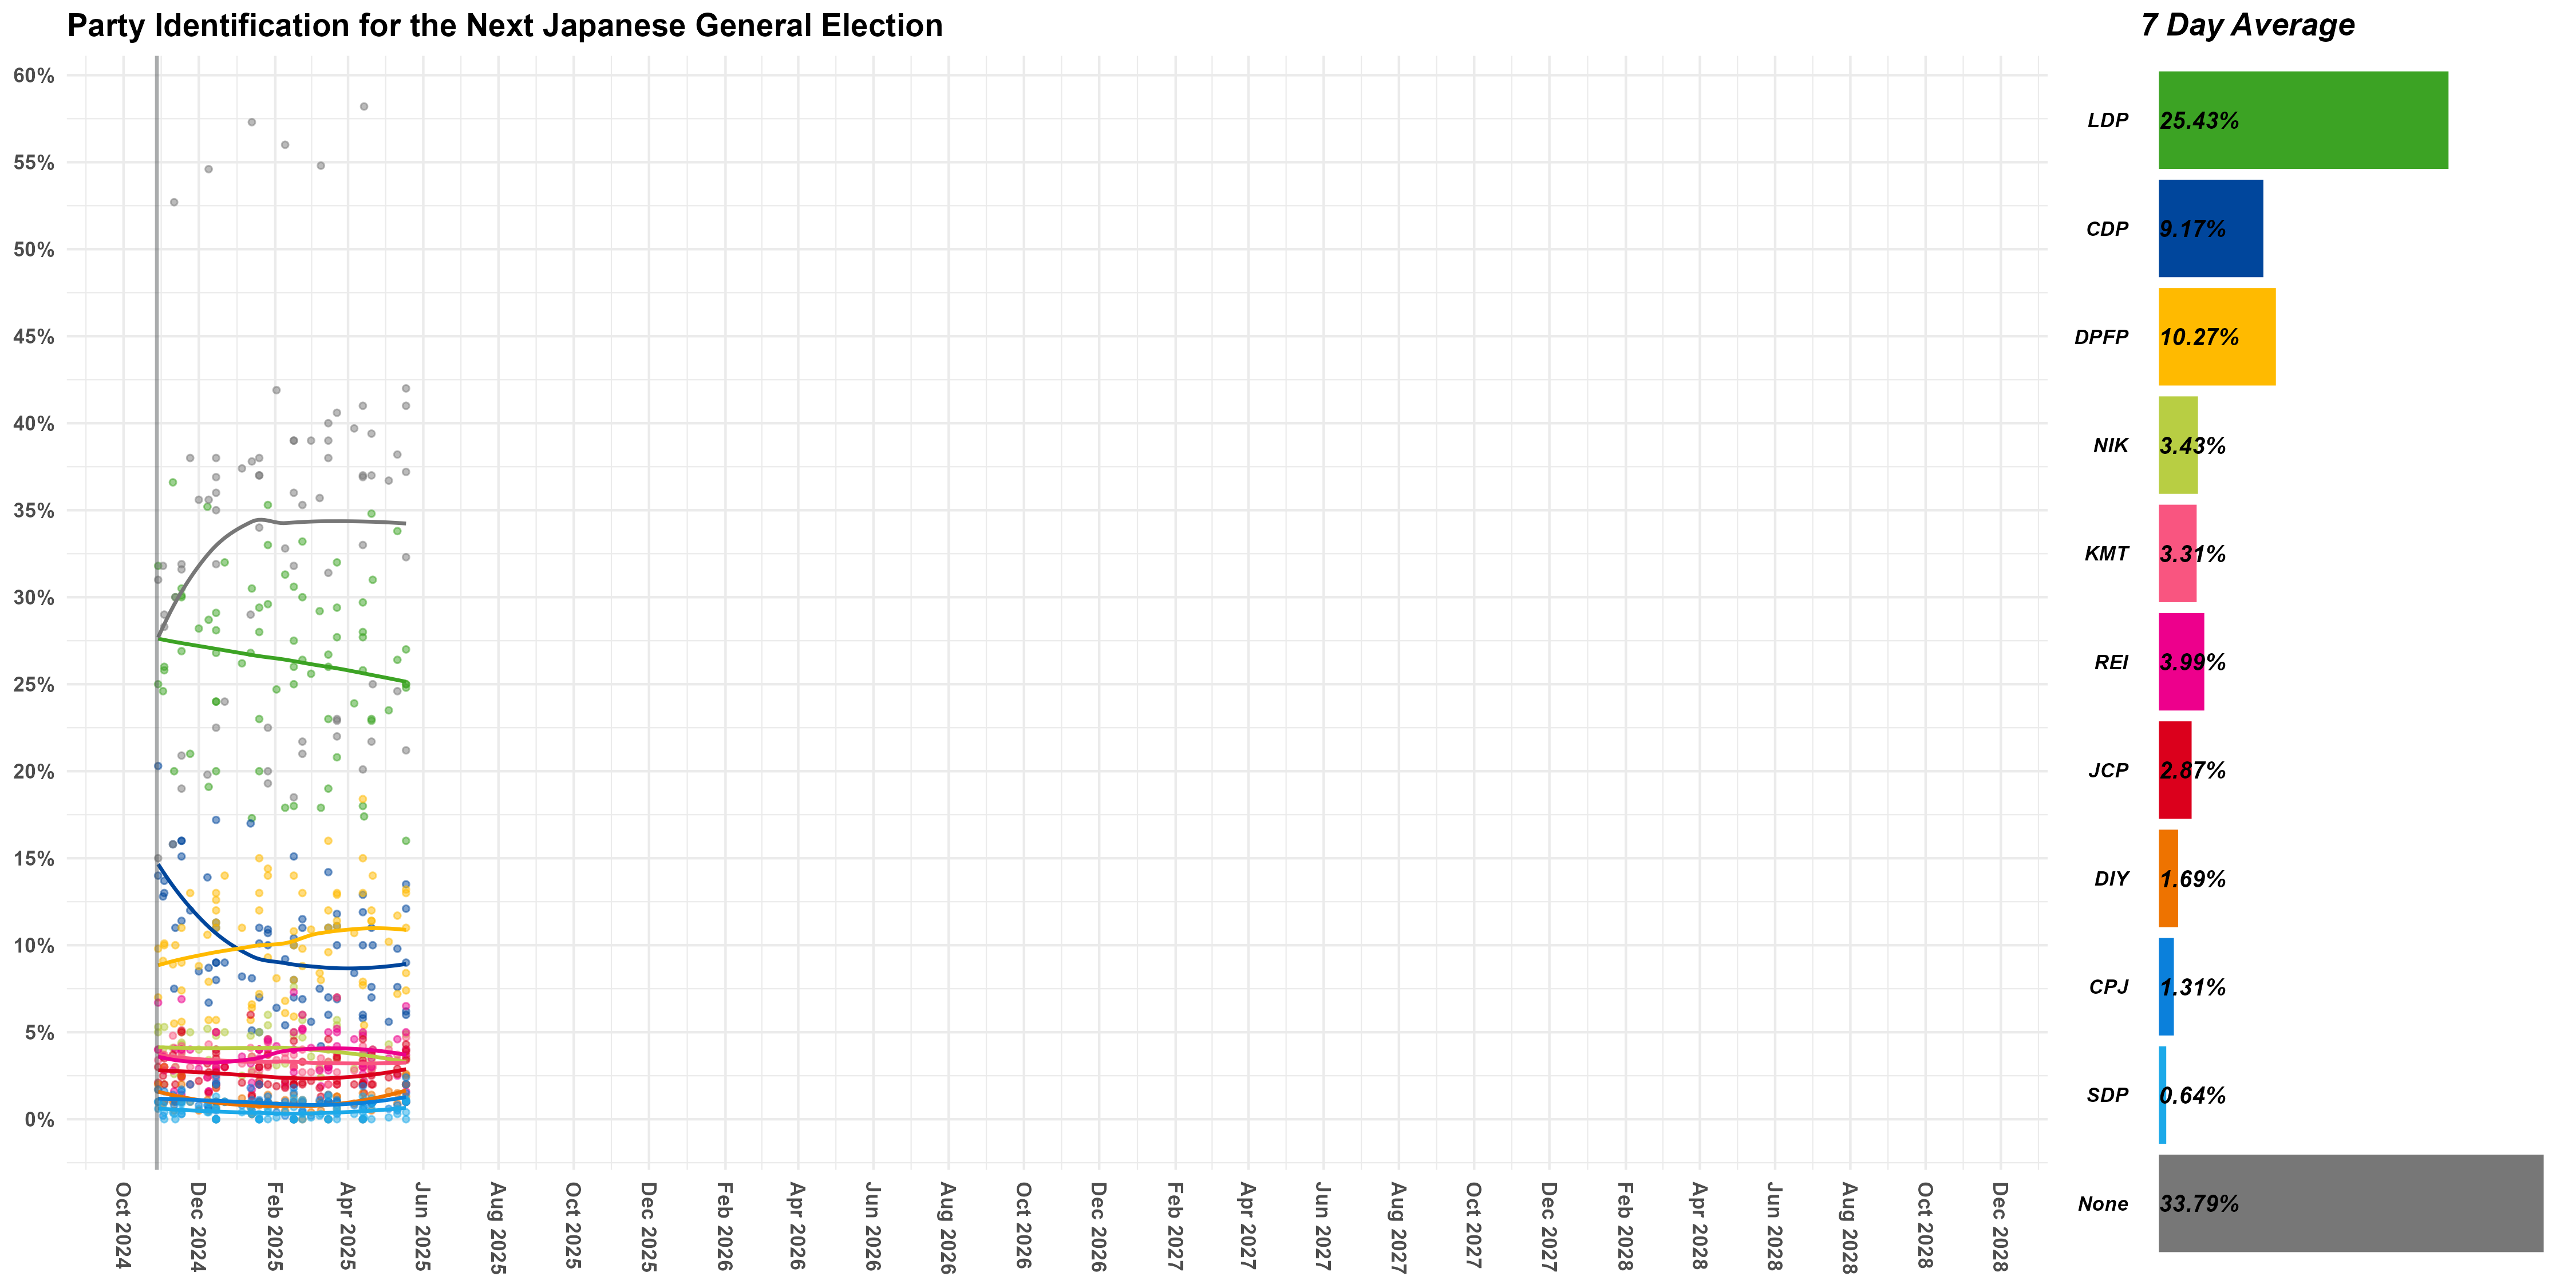 Party Identification for the Next Japanese General Election
7 Day Average
60%
55%
50%
45%
40%
35%
30%
25%
20%
15%
10%
5%
0%
Oct 2024
Dec 2024
Feb 2025
Apr 2025
Jun 2025
Aug 2025
Oct 2025
Dec 2025
Feb 2026
Apr 2026
Jun 2026
Aug 2026
Oct 2026
Dec 2026
Feb 2027
Apr 2027
Jun 2027
Aug 2027
Oct 2027
Dec 2027
Feb 2028
Apr 2028
Jun 2028
Aug 2028
Oct 2028
Dec 2028
LDP 25.43%
CDP 9.17%
DPFP 10.27%
NIK 3.43%
KMT 3.31%
REI 3.99%
JCP 2.87%
DIY 1.69%
CPJ 1.31%
SDP 0.64%
None 33.79%